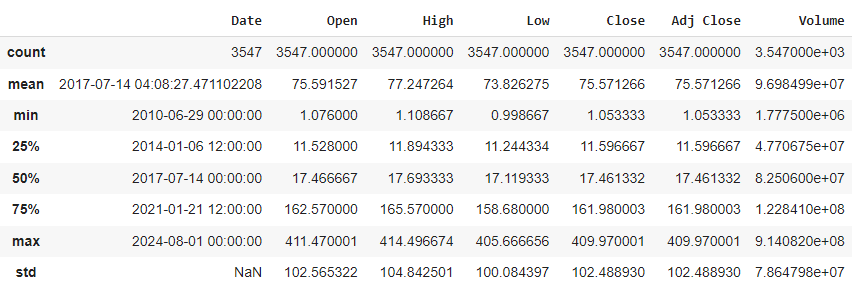 Date Open High Low Close Adj Close Volume
count 3547 3547.000000 3547.000000 3547.000000 3547.000000 3547.000000 3.547000e+03
mean 2017-07-14 04:08:27.471102208 75.591527 77.247264 73.826275 75.571266 75.571266 9.698499e+07
min 2010-06-29 00:00:00 1.076000 1.108667 0.998667 1.053333 1.053333 1.777500e+06
25% 2014-01-06 12:00:00 11.528000 11.894333 11.244334 11.596667 11.596667 4.770675e+07
50% 2017-07-14 00:00:00 17.466667 17.693333 17.119333 17.461332 17.461332 8.250600e+07
75% 2021-01-21 12:00:00 162.570000 165.570000 158.680000 161.980003 161.980003 1.228410e+08
max 2024-08-01 00:00:00 411.470001 414.496674 405.666656 409.970001 409.970001 9.140820e+08
std NaN 102.565322 104.842501 100.084397 102.488930 102.488930 7.864798e+07